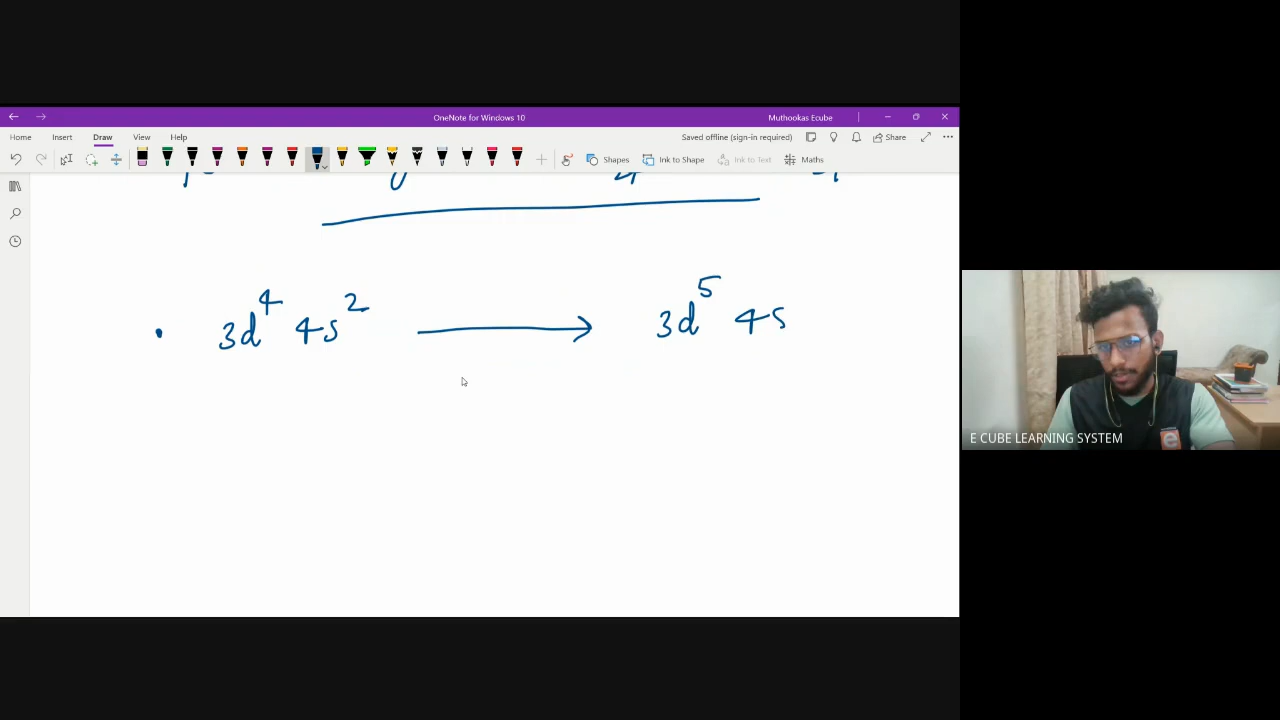 OneNote for Windows 10
Muthookas Ecube
Home Insert Draw View Help
Saved offline (sign-in required)
Share
Shapes
Ink to Shape
Ink to Text
Maths
• 3d⁴ 4s² ⟶ 3d⁵ 4s
E CUBE LEARNING SYSTEM